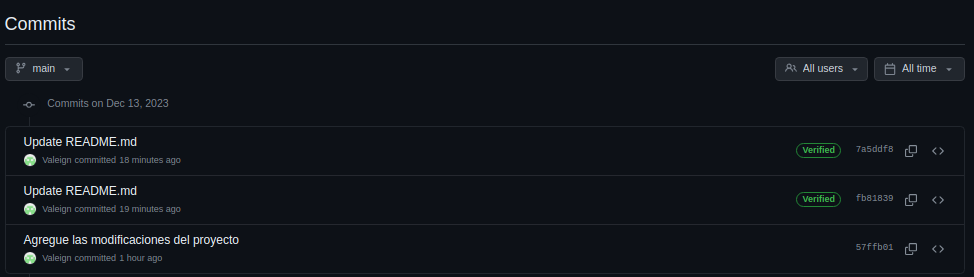 Commits
main
All users
All time
Commits on Dec 13, 2023
Update README.md
Valeign committed 18 minutes ago
Verified
7a5ddf8
Update README.md
Valeign committed 19 minutes ago
Verified
fb81839
Agregue las modificaciones del proyecto
Valeign committed 1 hour ago
57ffb01